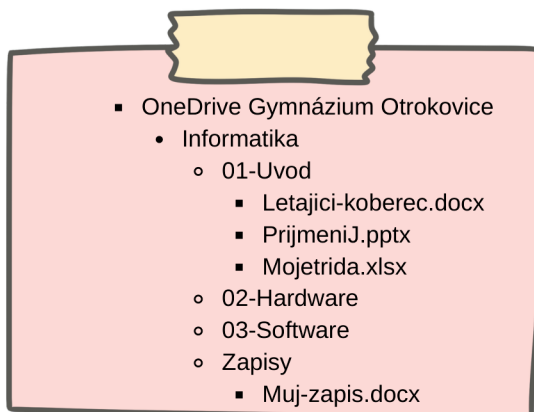 OneDrive Gymnázium Otrokovice
Informatika
01-Uvod
Letajici-koberec.docx
PrijmeniJ.pptx
Mojetrida.xlsx
02-Hardware
03-Software
Zapisy
Muj-zapis.docx